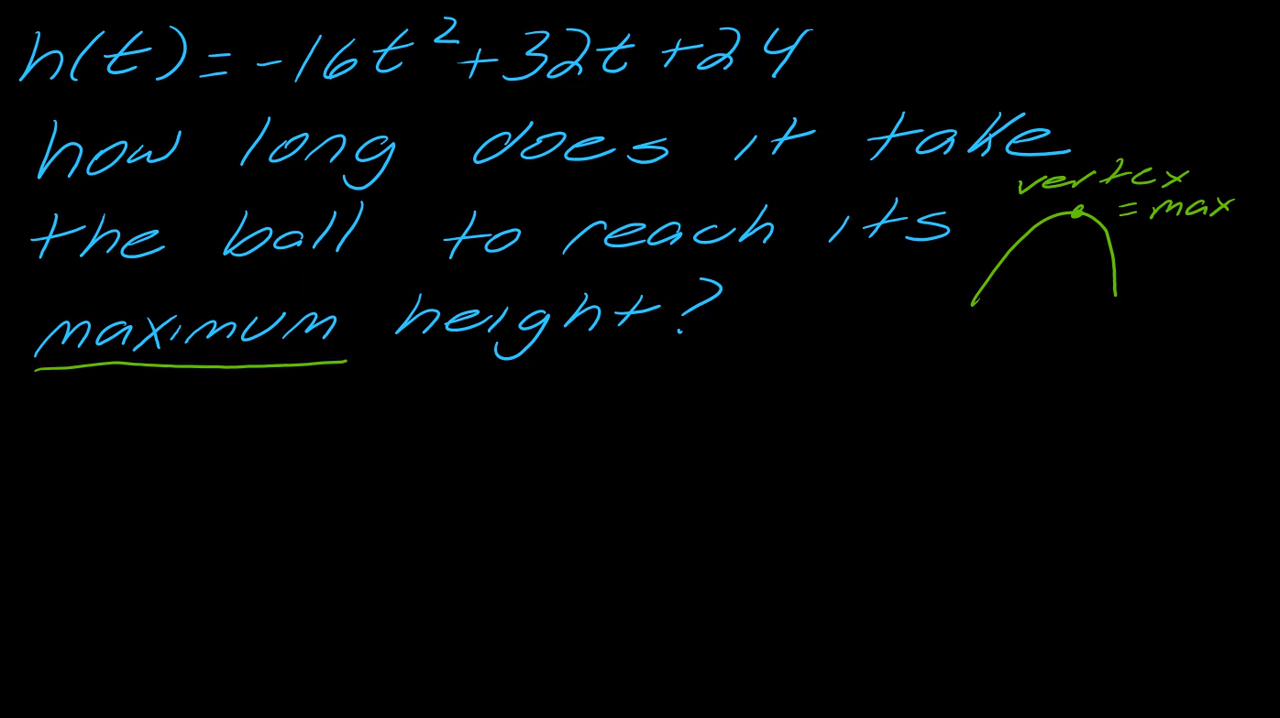 h(t)=-16t²+32t+24
how long does it take
the ball to reach its
maximum height?
vertex
= max